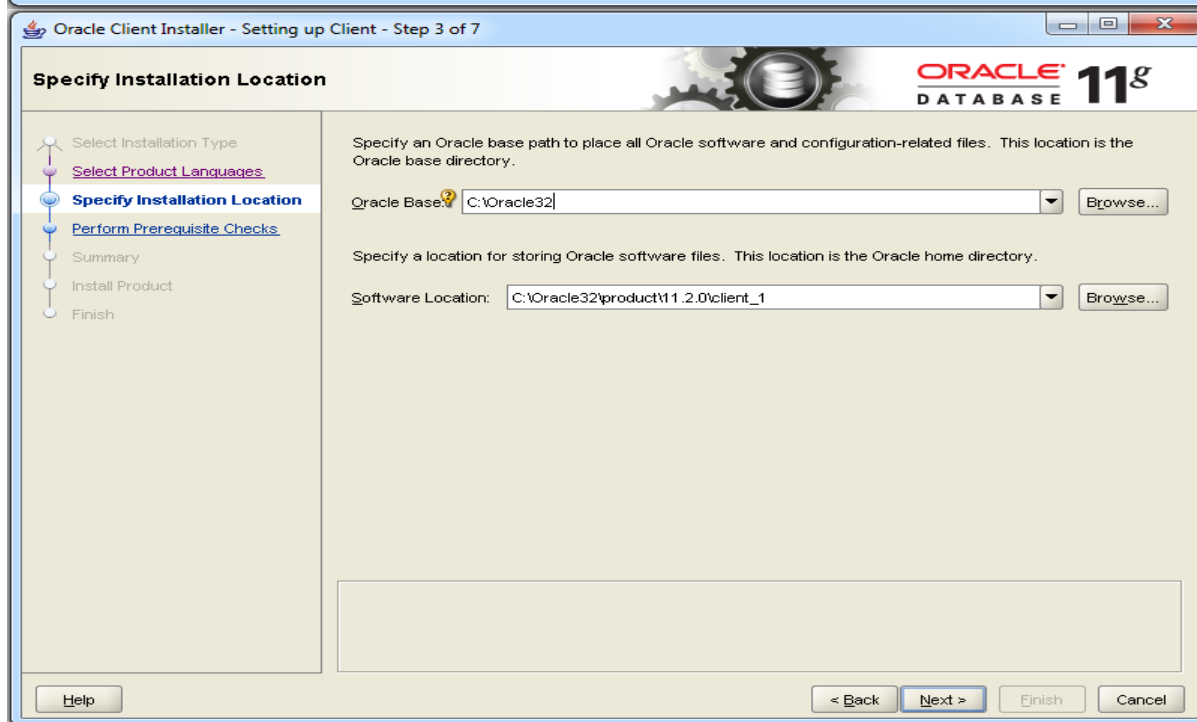 Oracle Client Installer - Setting up Client - Step 3 of 7
Specify Installation Location
ORACLE
DATABASE
11g
Select Installation Type
Select Product Languages
Specify Installation Location
Perform Prerequisite Checks
Summary
Install Product
Finish
Specify an Oracle base path to place all Oracle software and configuration-related files. This location is the
Oracle base directory.
Oracle Base: C:\Oracle32 Browse...
Specify a location for storing Oracle software files. This location is the Oracle home directory.
Software Location: C:\Oracle32\product\11.2.0\client_1 Browse...
Help < Back Next > Finish Cancel